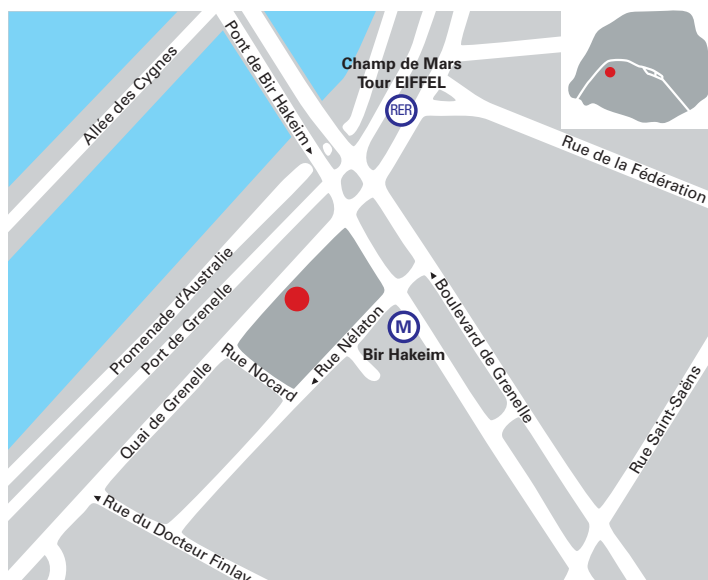 Allée des Cygnes
Pont de Bir Hakeim
Champ de Mars
Tour EIFFEL
RER
Rue de la Fédération
Promenade d'Australie
Port de Grenelle
Quai de Grenelle
Rue Nocard
Rue Nélaton
M
Bir Hakeim
Boulevard de Grenelle
Rue Saint-Saëns
Rue du Docteur Finlay